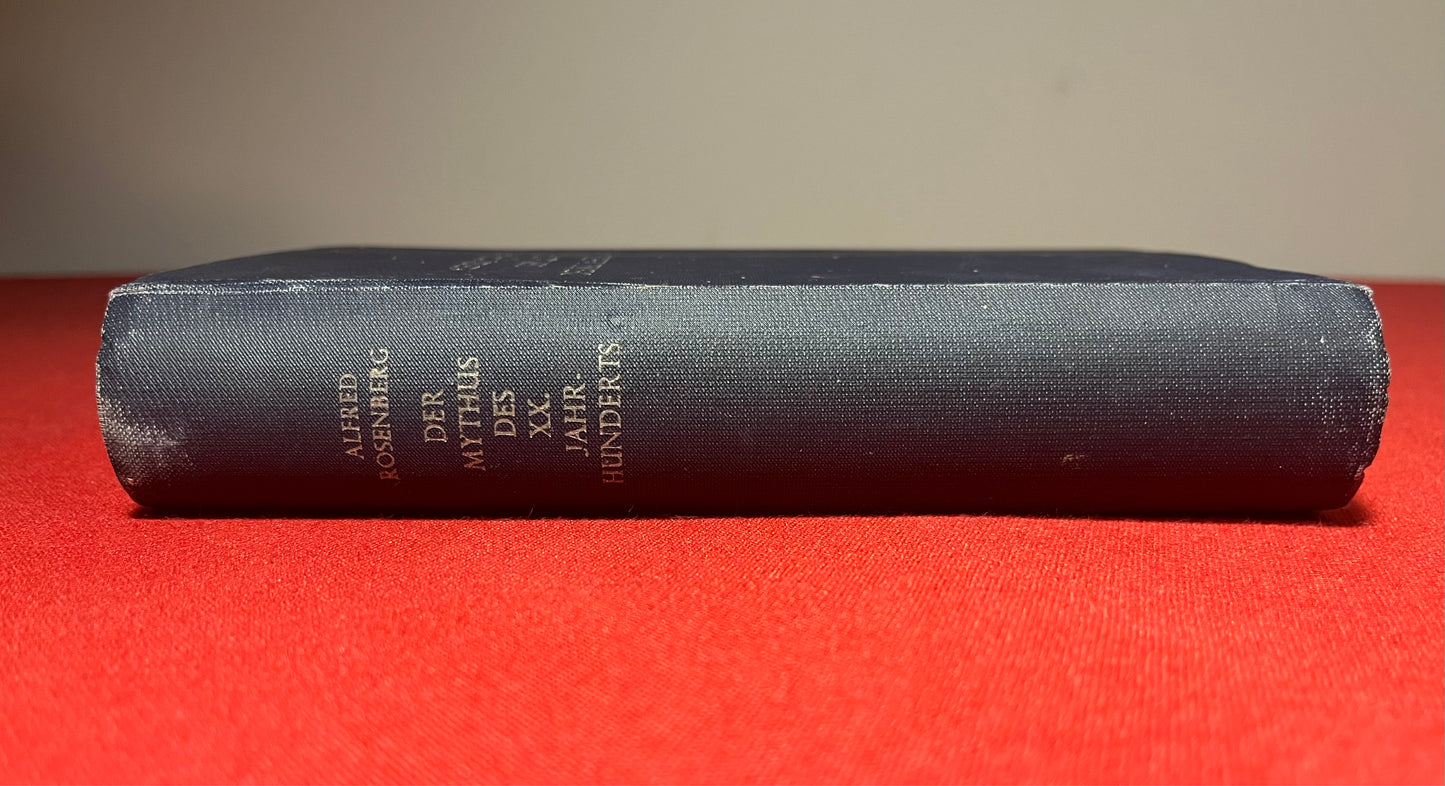 ALFRED
ROSENBERG
DER
MYTHUS
DES
XX.
JAHR-
HUNDERTS